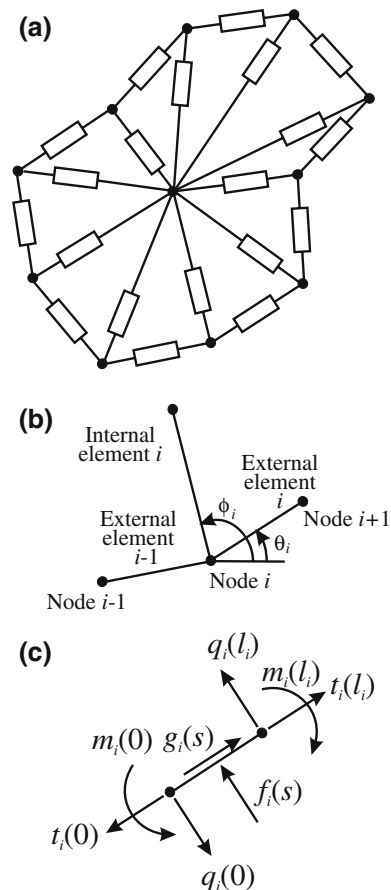 (a)
(b)
Internal
element i
External
element
i
ϕᵢ
Node i+1
External
element
i-1
θᵢ
Node i
Node i-1
(c)
qᵢ(lᵢ)
mᵢ(lᵢ)
tᵢ(lᵢ)
mᵢ(0)
gᵢ(s)
fᵢ(s)
tᵢ(0)
qᵢ(0)